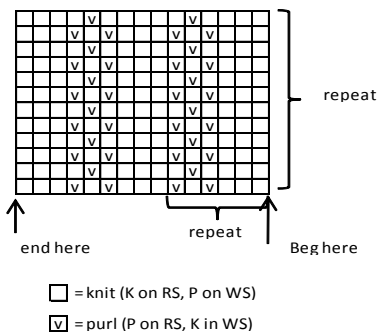 v v
v v v v
v v
v v v v
v v
v v v v
repeat
v v
v v v v
v v
v v v v
v v
v v v v
end here
repeat
Beg here
= knit (K on RS, P on WS)
v = purl (P on RS, K in WS)